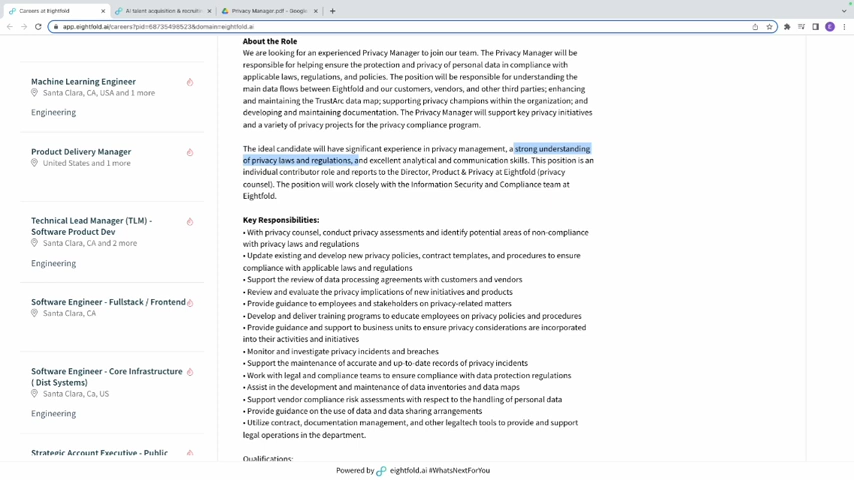 Careers at Eightfold
AI talent acquisition & recruitin
Privacy Manager.pdf - Google
app.eightfold.ai/careers?pid=68735498523&domain=eightfold.ai
Machine Learning Engineer
Santa Clara, CA, USA and 1 more
Engineering
Product Delivery Manager
United States and 1 more
Technical Lead Manager (TLM) -
Software Product Dev
Santa Clara, CA and 2 more
Engineering
Software Engineer - Fullstack / Frontend
Santa Clara, CA
Software Engineer - Core Infrastructure
( Dist Systems)
Santa Clara, Ca, US
Engineering
Strategic Account Executive - Public
About the Role
We are looking for an experienced Privacy Manager to join our team. The Privacy Manager will be
responsible for helping ensure the protection and privacy of personal data in compliance with
applicable laws, regulations, and policies. The position will be responsible for understanding the
main data flows between Eightfold and our customers, vendors, and other third parties; enhancing
and maintaining the TrustArc data map; supporting privacy champions within the organization; and
developing and maintaining documentation. The Privacy Manager will support key privacy initiatives
and a variety of privacy projects for the privacy compliance program.
The ideal candidate will have significant experience in privacy management, a strong understanding
of privacy laws and regulations, and excellent analytical and communication skills. This position is an
individual contributor role and reports to the Director, Product & Privacy at Eightfold (privacy
counsel). The position will work closely with the Information Security and Compliance team at
Eightfold.
Key Responsibilities:
• With privacy counsel, conduct privacy assessments and identify potential areas of non-compliance
with privacy laws and regulations
• Update existing and develop new privacy policies, contract templates, and procedures to ensure
compliance with applicable laws and regulations
• Support the review of data processing agreements with customers and vendors
• Review and evaluate the privacy implications of new initiatives and products
• Provide guidance to employees and stakeholders on privacy-related matters
• Develop and deliver training programs to educate employees on privacy policies and procedures
• Provide guidance and support to business units to ensure privacy considerations are incorporated
into their activities and initiatives
• Monitor and investigate privacy incidents and breaches
• Support the maintenance of accurate and up-to-date records of privacy incidents
• Work with legal and compliance teams to ensure compliance with data protection regulations
• Assist in the development and maintenance of data inventories and data maps
• Support vendor compliance risk assessments with respect to the handling of personal data
• Provide guidance on the use of data and data sharing arrangements
• Utilize contract, documentation management, and other legaltech tools to provide and support
legal operations in the department.
Qualifications:
Powered by eightfold.ai #WhatsNextForYou